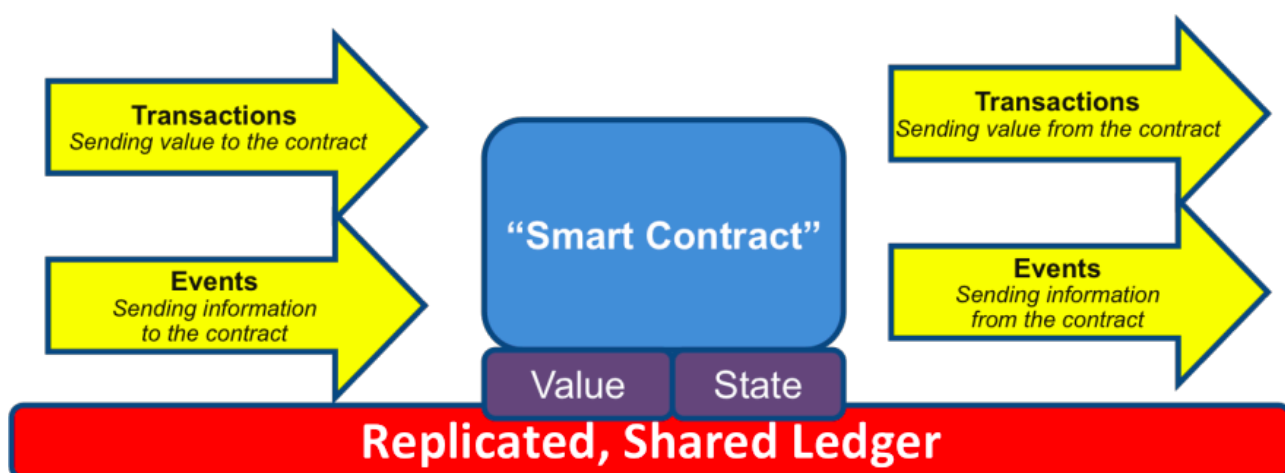 Transactions
Sending value to the contract
Events
Sending information
to the contract
“Smart Contract”
Value
State
Transactions
Sending value from the contract
Events
Sending information
from the contract
Replicated, Shared Ledger